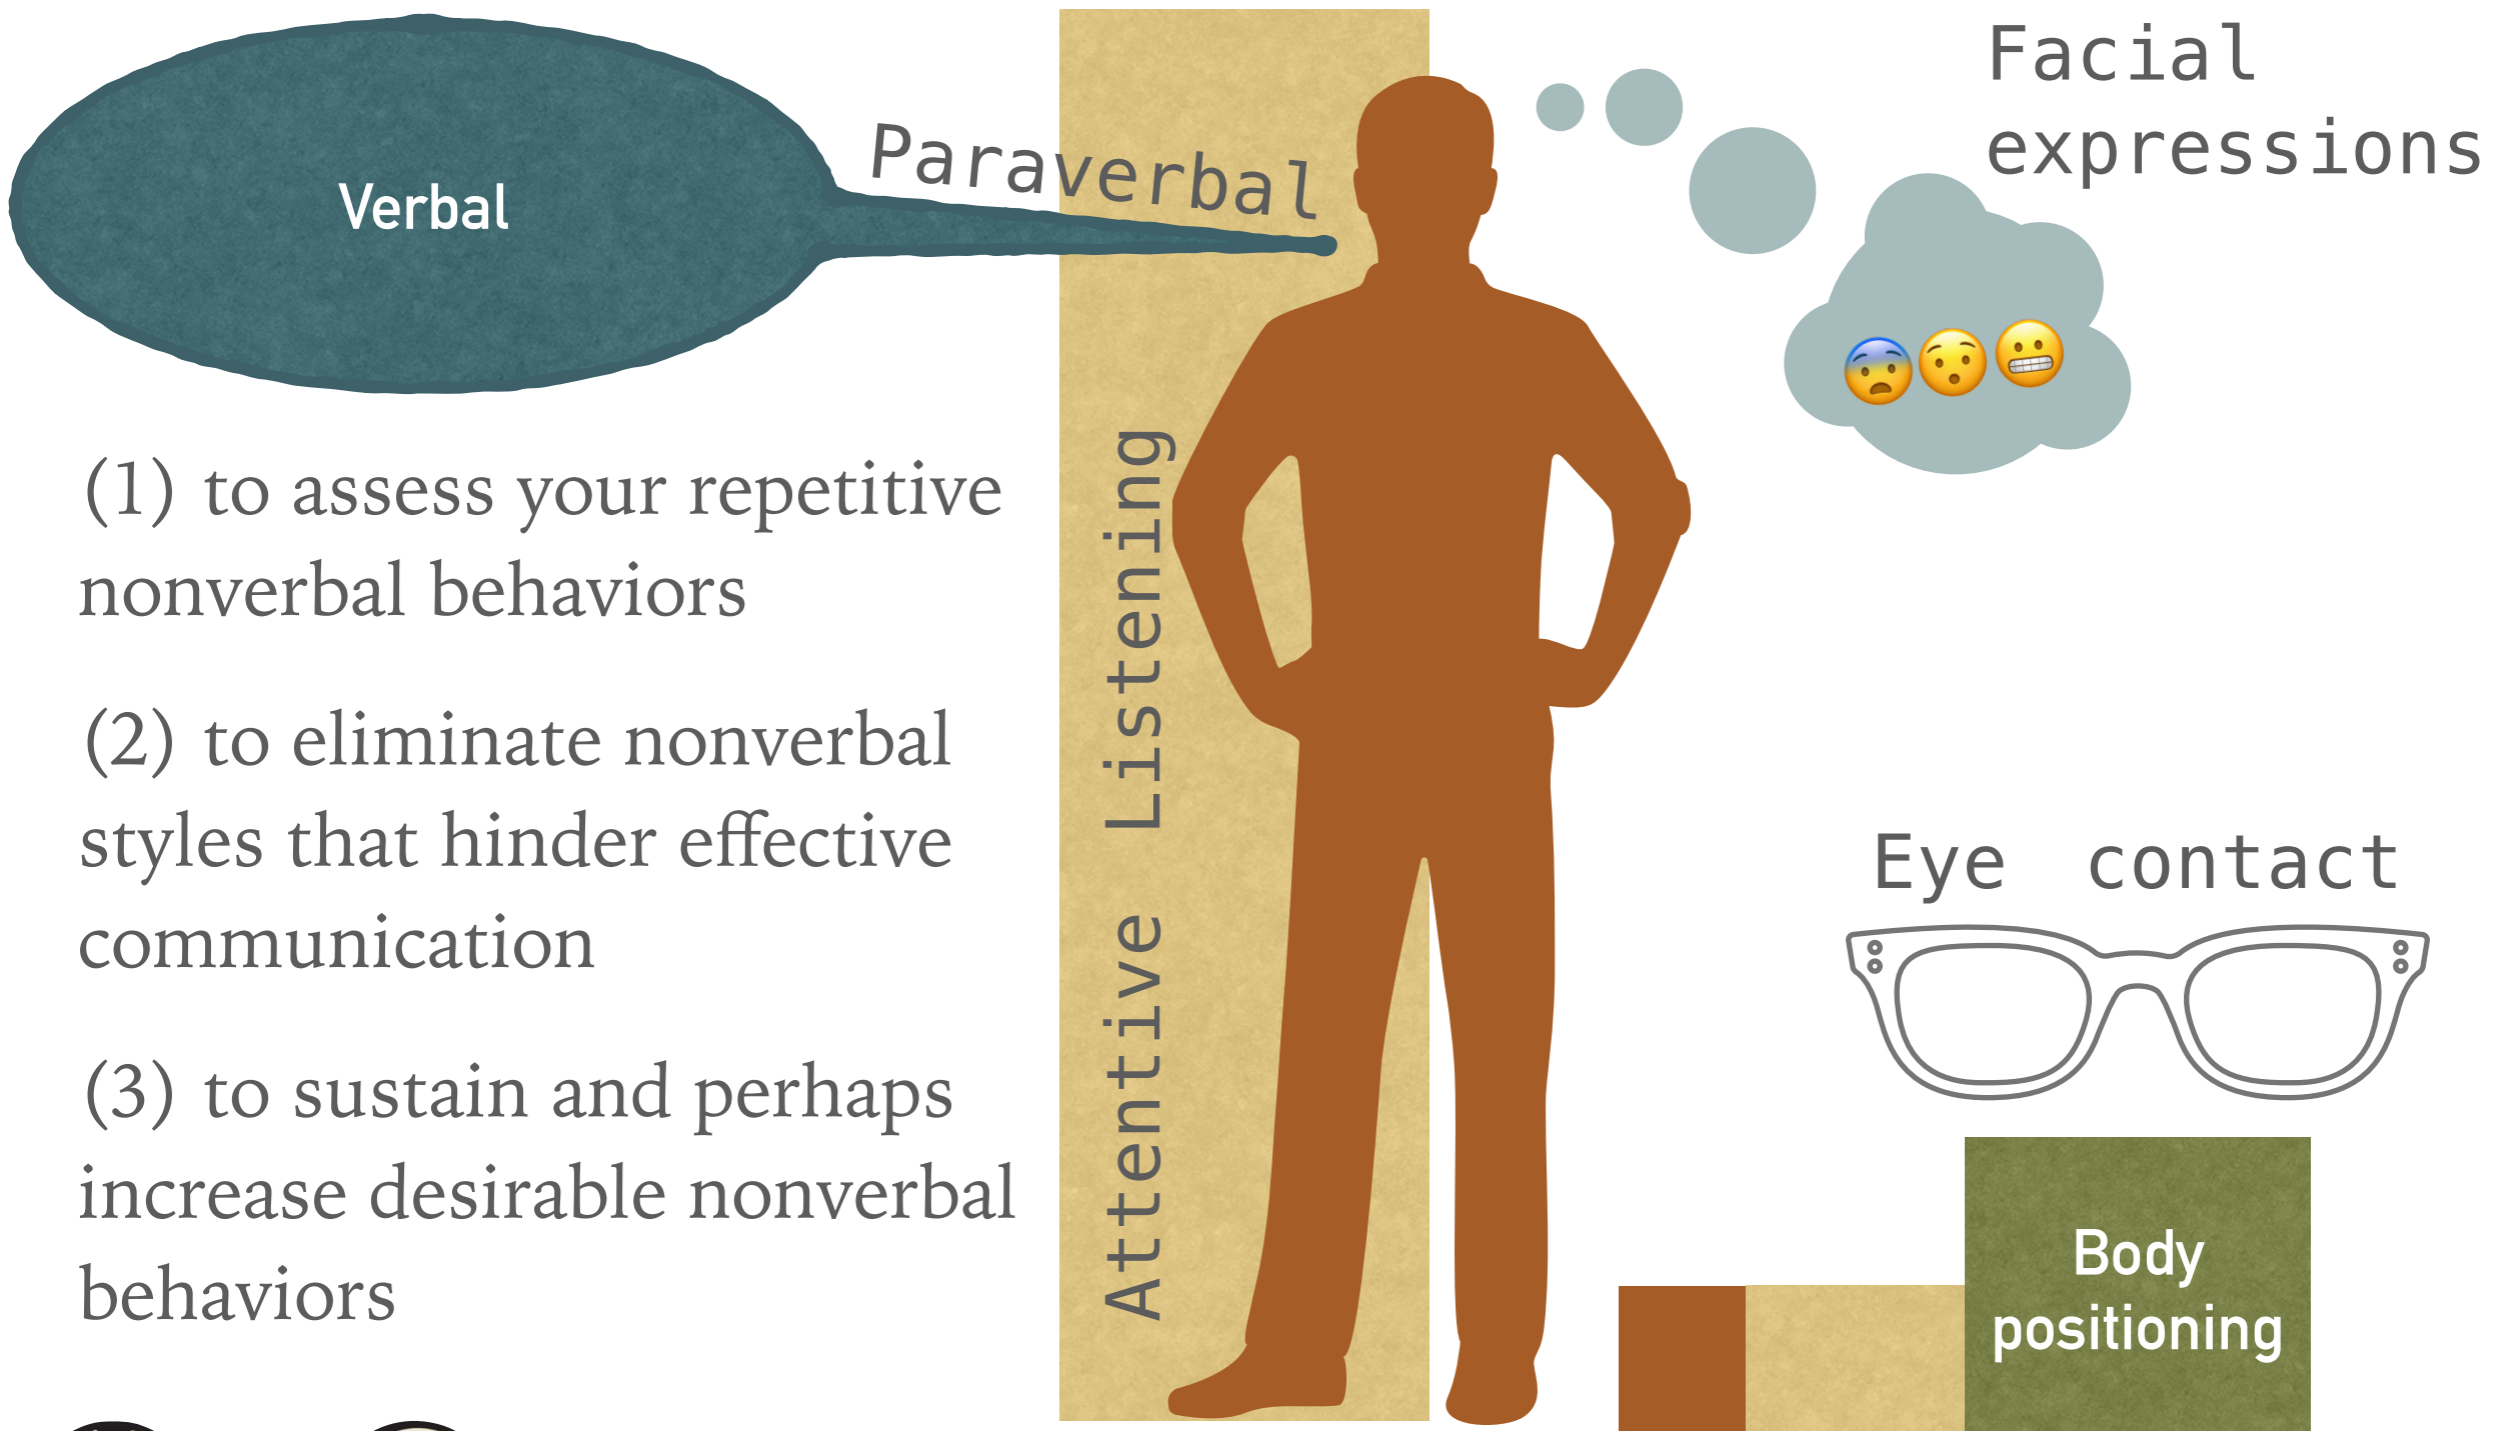 Verbal
Paraverbal
Facial
expressions
(1) to assess your repetitive
nonverbal behaviors
(2) to eliminate nonverbal
styles that hinder effective
communication
(3) to sustain and perhaps
increase desirable nonverbal
behaviors
Attentive Listening
Eye contact
Body
positioning